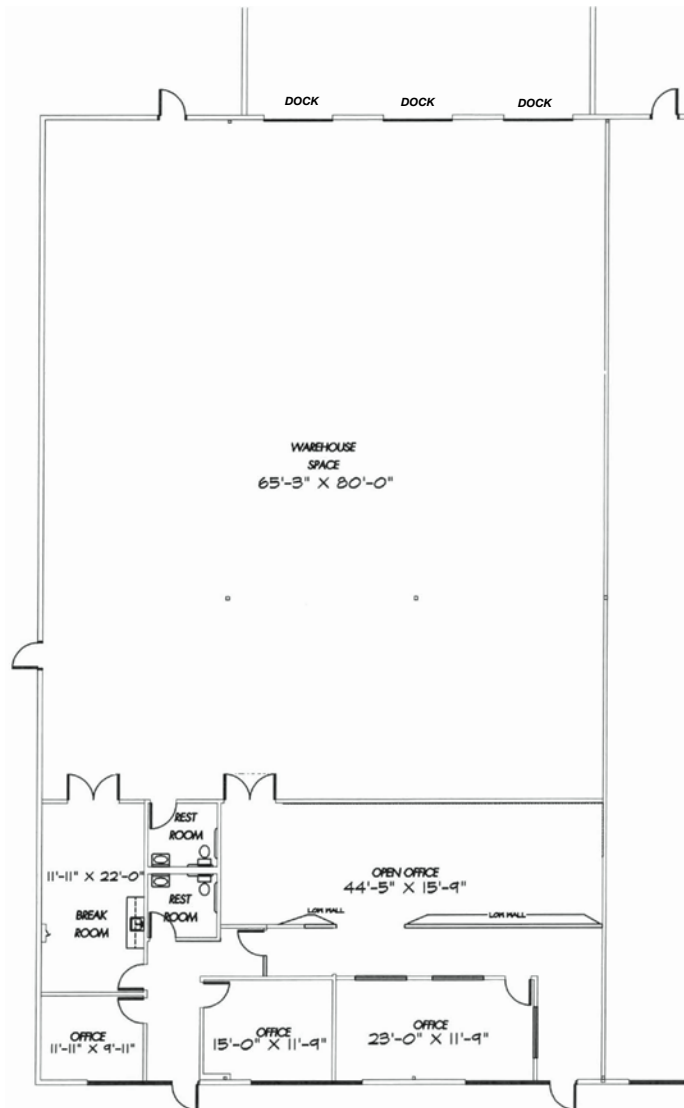 DOCK
DOCK
DOCK
WAREHOUSE
SPACE
65'-3" X 80'-0"
REST
ROOM
11'-11" X 22'-0"
BREAK
ROOM
REST
ROOM
OPEN OFFICE
44'-5" X 15'-9"
LOW WALL
LOW WALL
OFFICE
11'-11" X 9'-11"
OFFICE
15'-0" X 11'-9"
OFFICE
23'-0" X 11'-9"